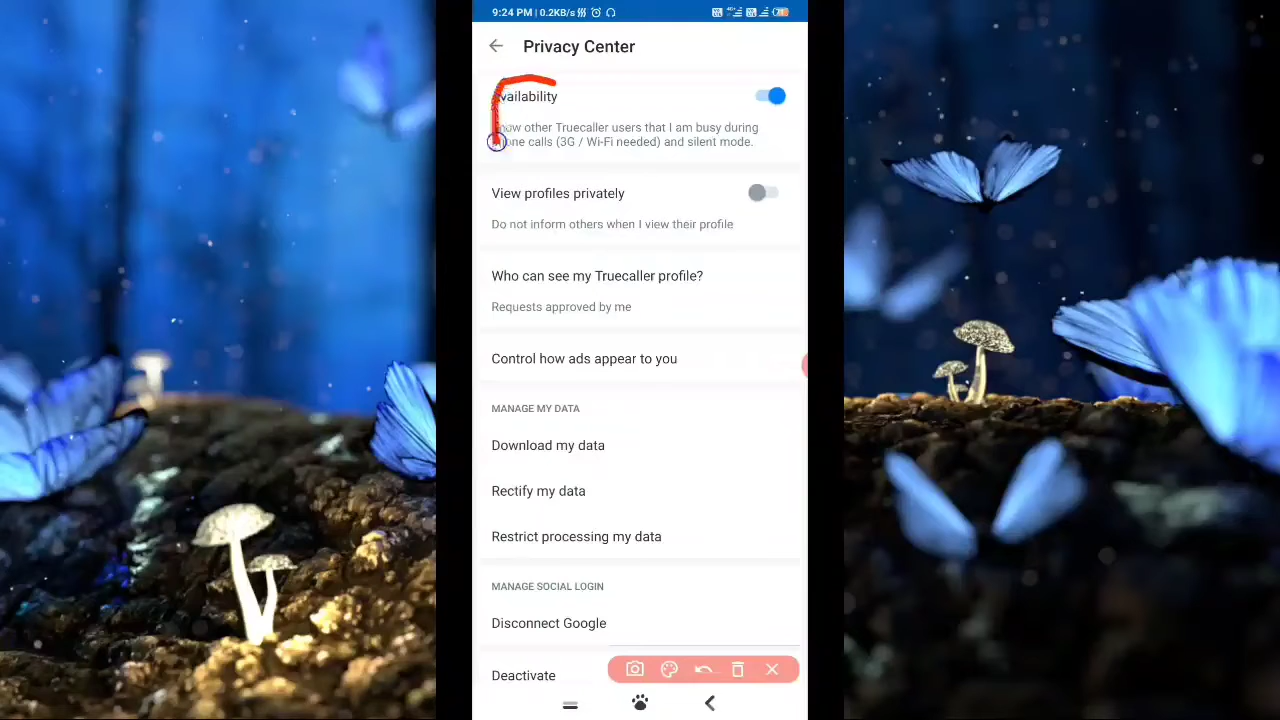 9:24 PM | 0.2KB/s
Privacy Center
Availability
Show other Truecaller users that I am busy during
phone calls (3G / Wi-Fi needed) and silent mode.
View profiles privately
Do not inform others when I view their profile
Who can see my Truecaller profile?
Requests approved by me
Control how ads appear to you
MANAGE MY DATA
Download my data
Rectify my data
Restrict processing my data
MANAGE SOCIAL LOGIN
Disconnect Google
Deactivate